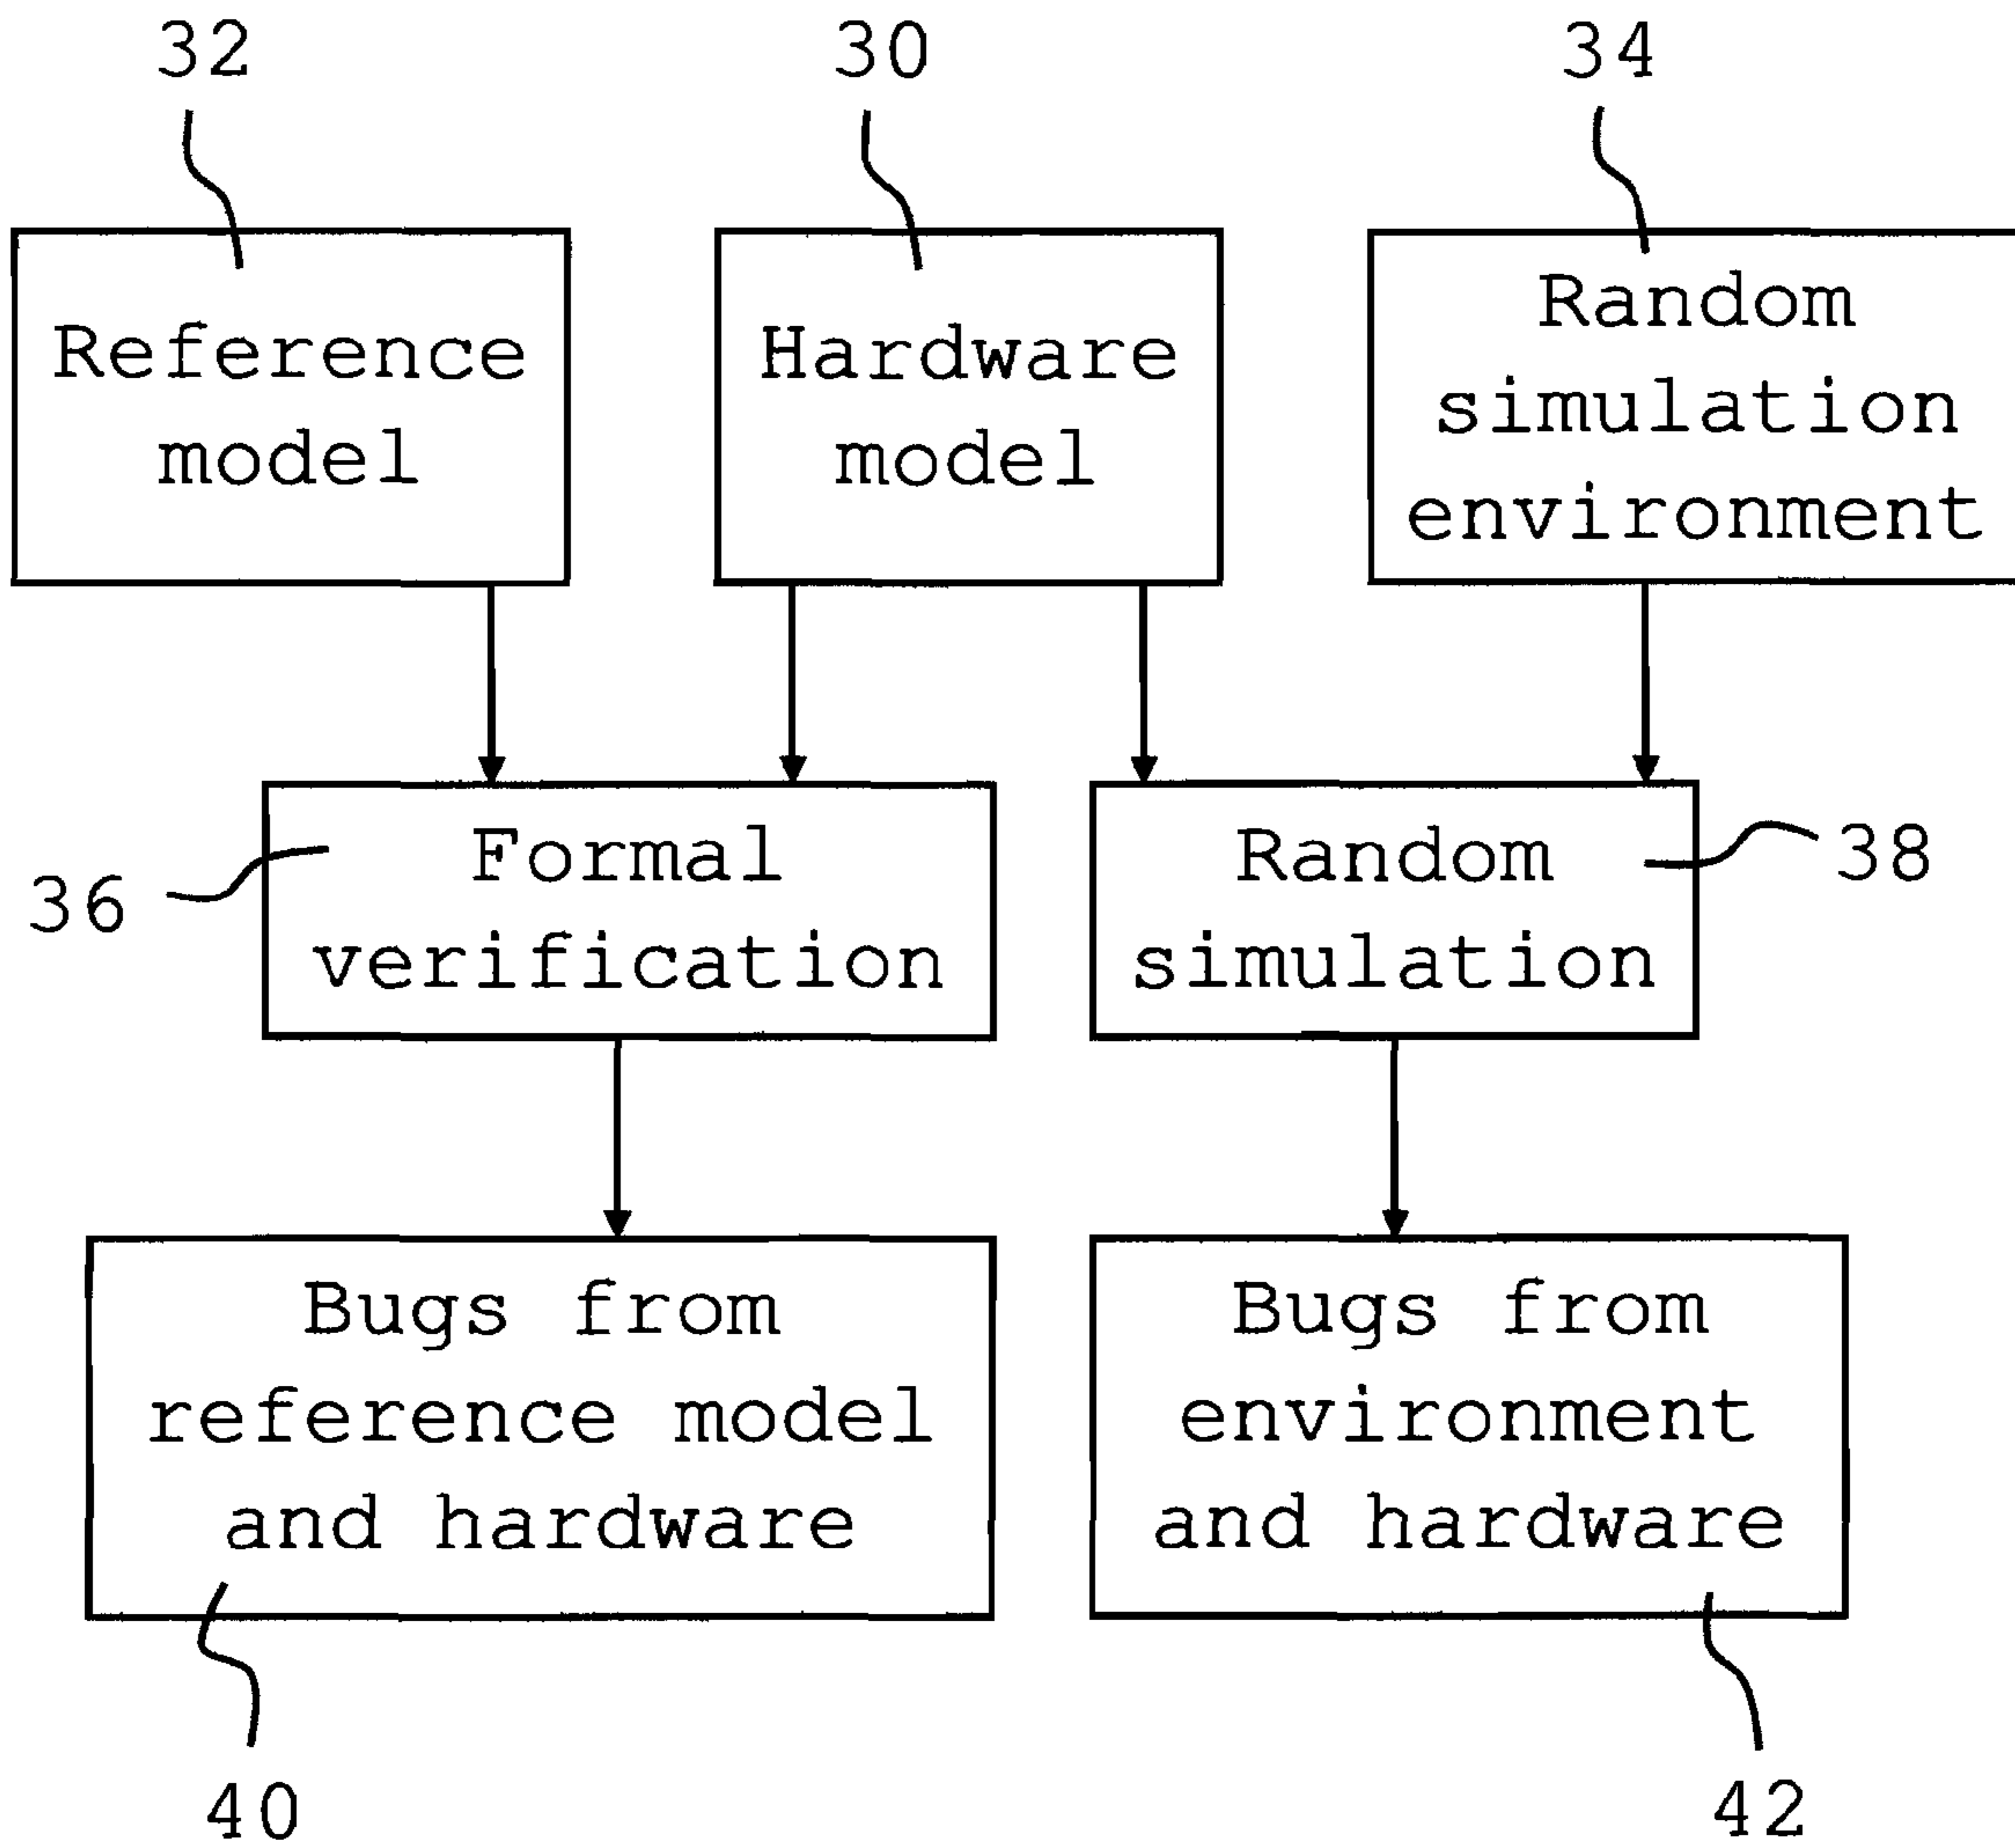 32
30
34
Reference
model
Hardware
model
Random
simulation
environment
36
Formal
verification
Random
simulation
38
Bugs from
reference model
and hardware
Bugs from
environment
and hardware
40
42